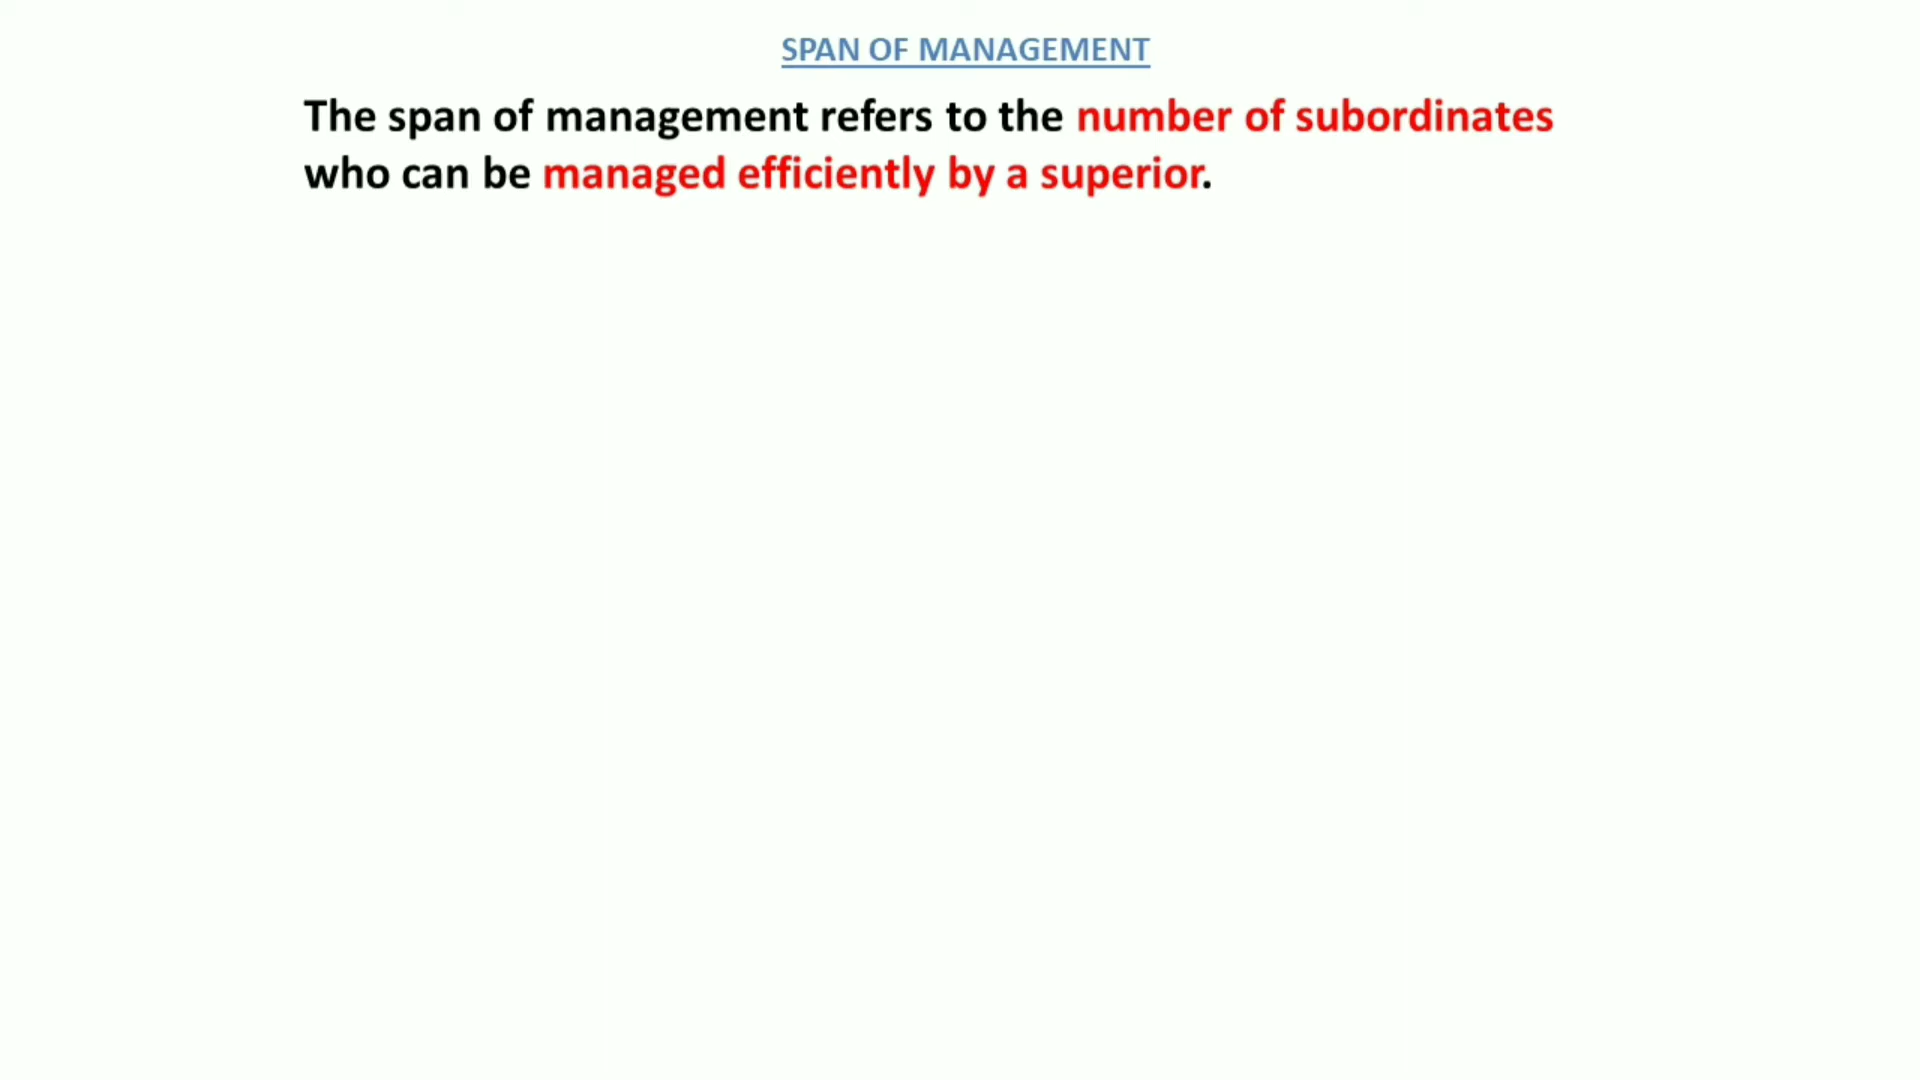 SPAN OF MANAGEMENT
The span of management refers to the number of subordinates
who can be managed efficiently by a superior.